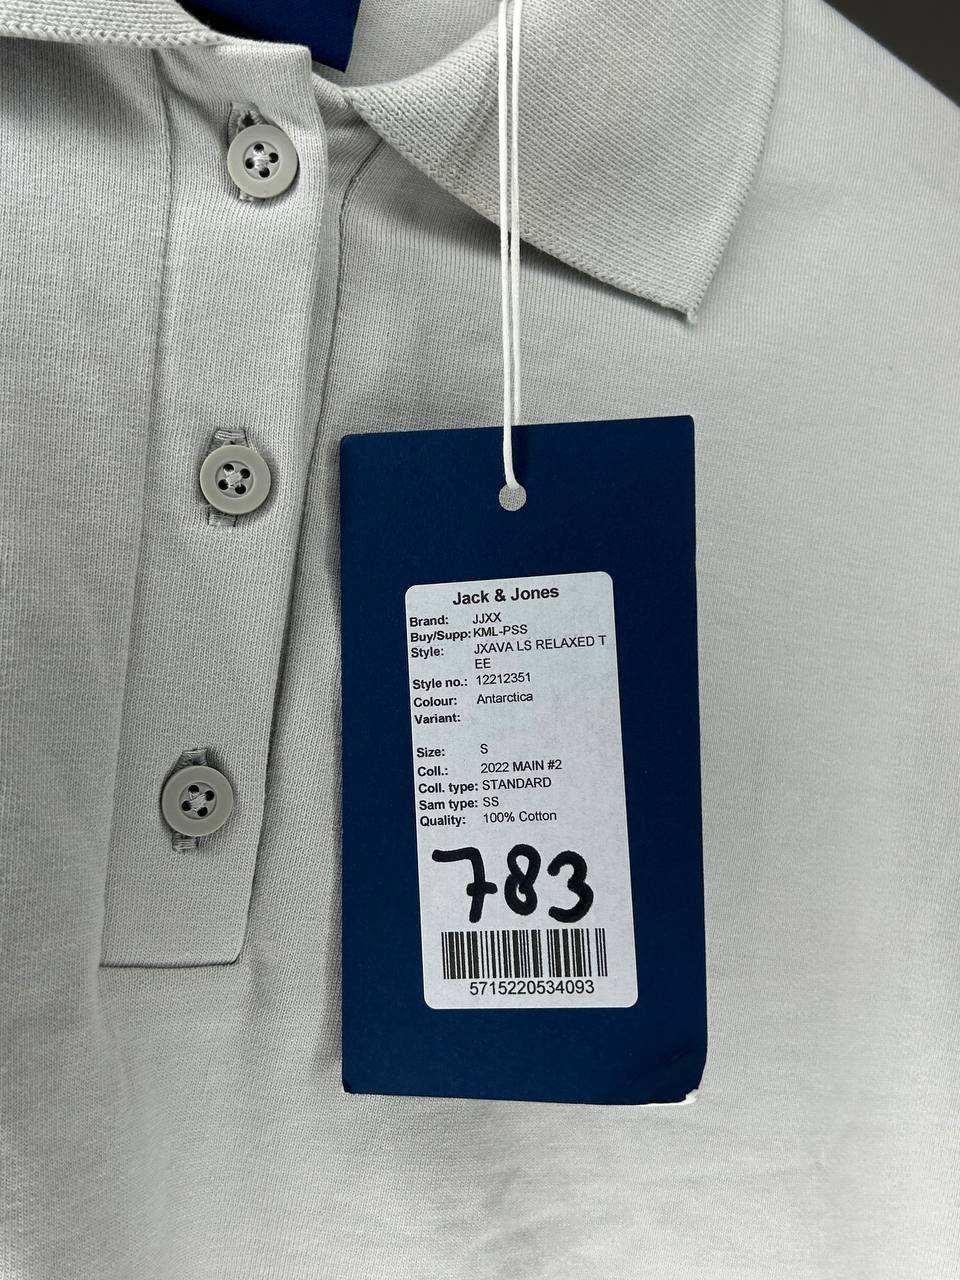 Jack & Jones
Brand: JJXX
Buy/Supp: KML-PSS
Style: JXAVA LS RELAXED T
EE
Style no.: 12212351
Colour: Antarctica
Variant:
Size: S
Coll.: 2022 MAIN #2
Coll. type: STANDARD
Sam type: SS
Quality: 100% Cotton
783
5715220534093